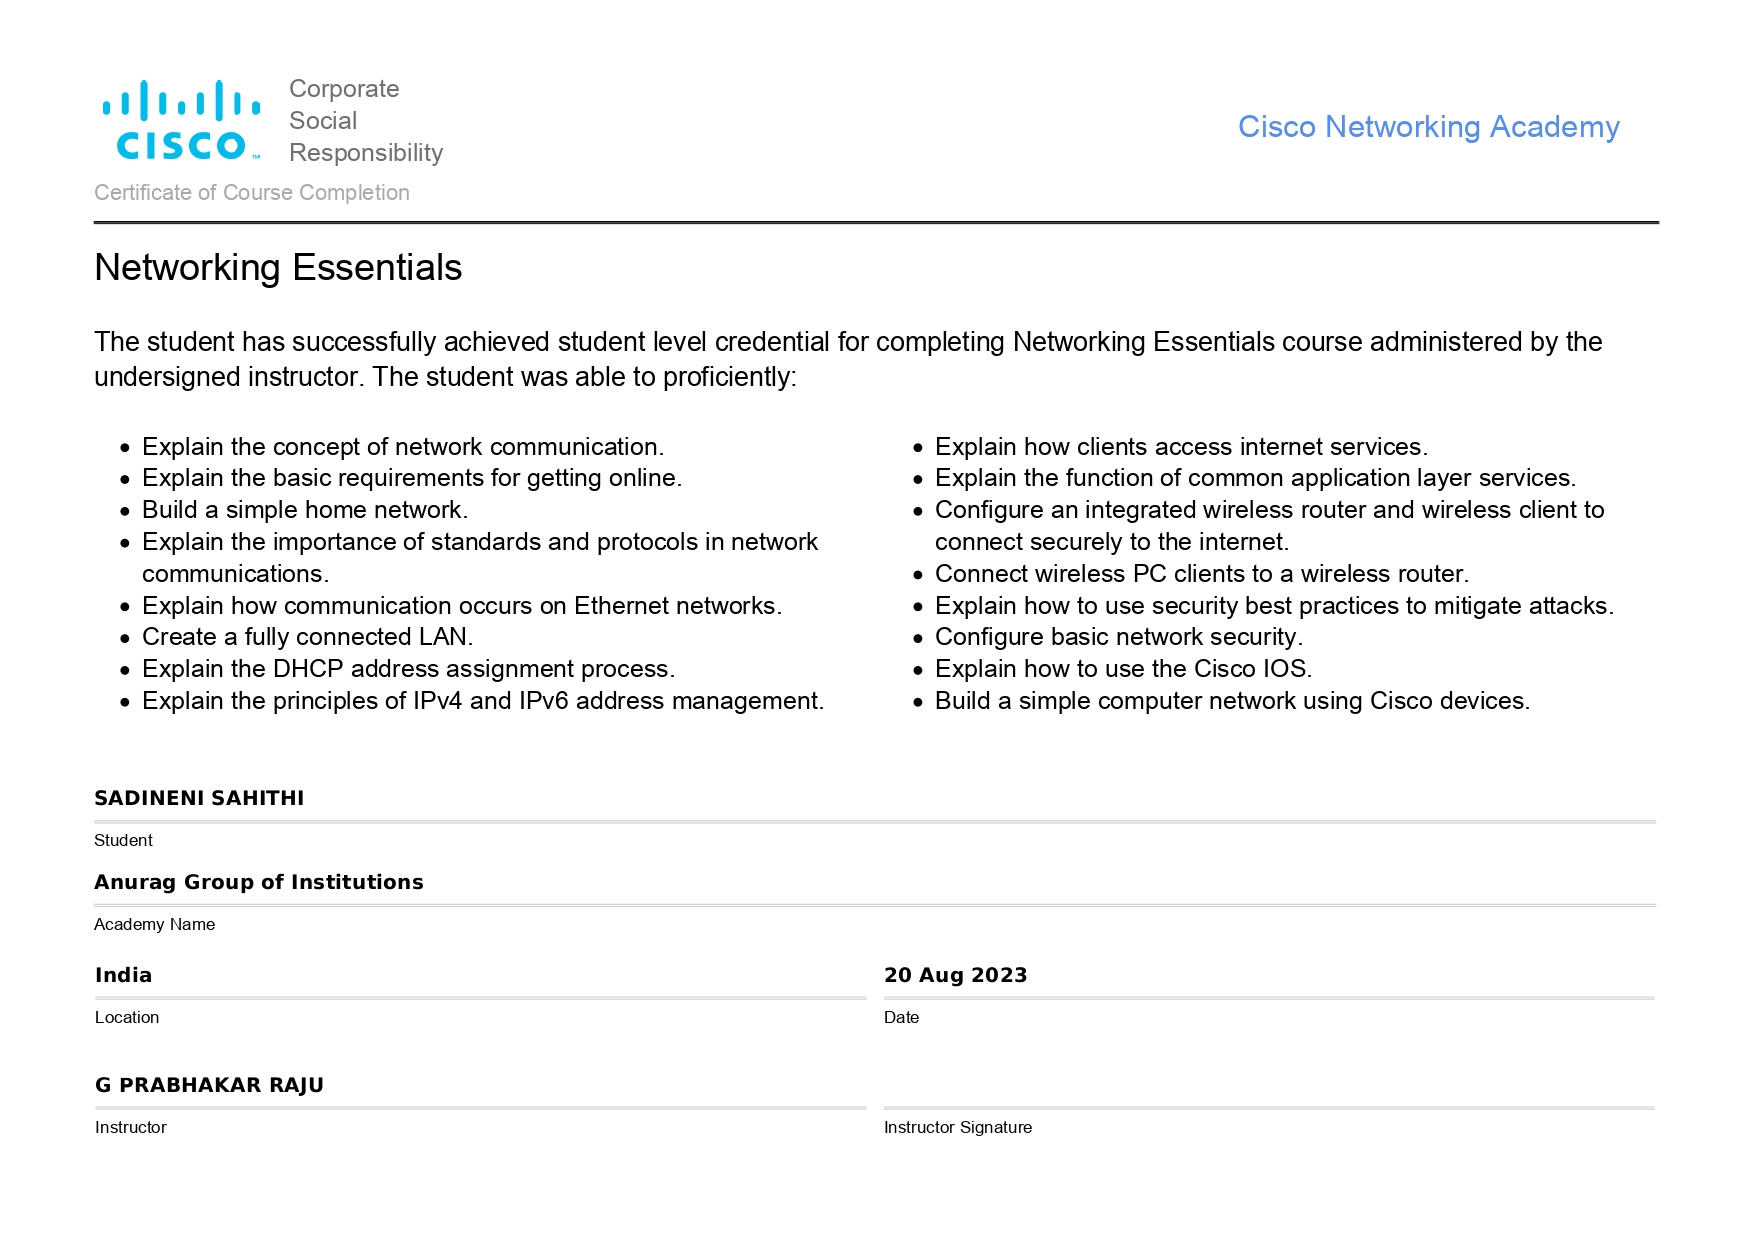 CISCO™
Corporate
Social
Responsibility
Cisco Networking Academy
Certificate of Course Completion
Networking Essentials
The student has successfully achieved student level credential for completing Networking Essentials course administered by the
undersigned instructor. The student was able to proficiently:
• Explain the concept of network communication.
• Explain the basic requirements for getting online.
• Build a simple home network.
• Explain the importance of standards and protocols in network
communications.
• Explain how communication occurs on Ethernet networks.
• Create a fully connected LAN.
• Explain the DHCP address assignment process.
• Explain the principles of IPv4 and IPv6 address management.
• Explain how clients access internet services.
• Explain the function of common application layer services.
• Configure an integrated wireless router and wireless client to
connect securely to the internet.
• Connect wireless PC clients to a wireless router.
• Explain how to use security best practices to mitigate attacks.
• Configure basic network security.
• Explain how to use the Cisco IOS.
• Build a simple computer network using Cisco devices.
SADINENI SAHITHI
Student
Anurag Group of Institutions
Academy Name
India
Location
20 Aug 2023
Date
G PRABHAKAR RAJU
Instructor
Instructor Signature